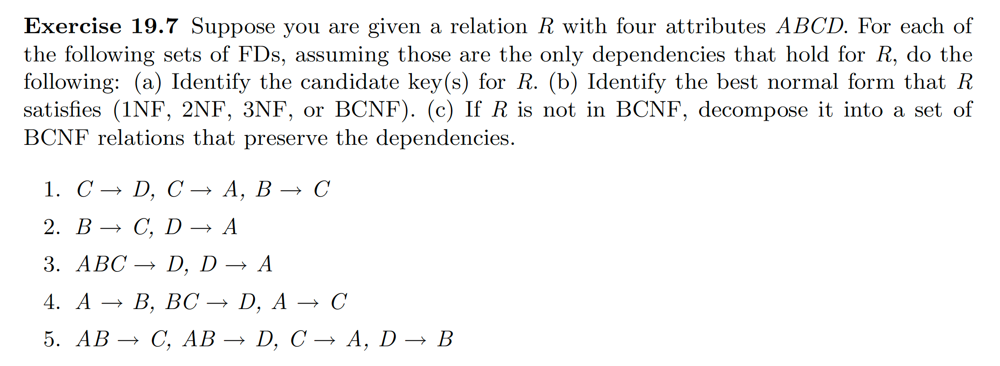 Exercise 19.7 Suppose you are given a relation R with four attributes ABCD. For each of
the following sets of FDs, assuming those are the only dependencies that hold for R, do the
following: (a) Identify the candidate key(s) for R. (b) Identify the best normal form that R
satisfies (1NF, 2NF, 3NF, or BCNF). (c) If R is not in BCNF, decompose it into a set of
BCNF relations that preserve the dependencies.
1. C → D, C → A, B → C
2. B → C, D → A
3. ABC → D, D → A
4. A → B, BC → D, A → C
5. AB → C, AB → D, C → A, D → B